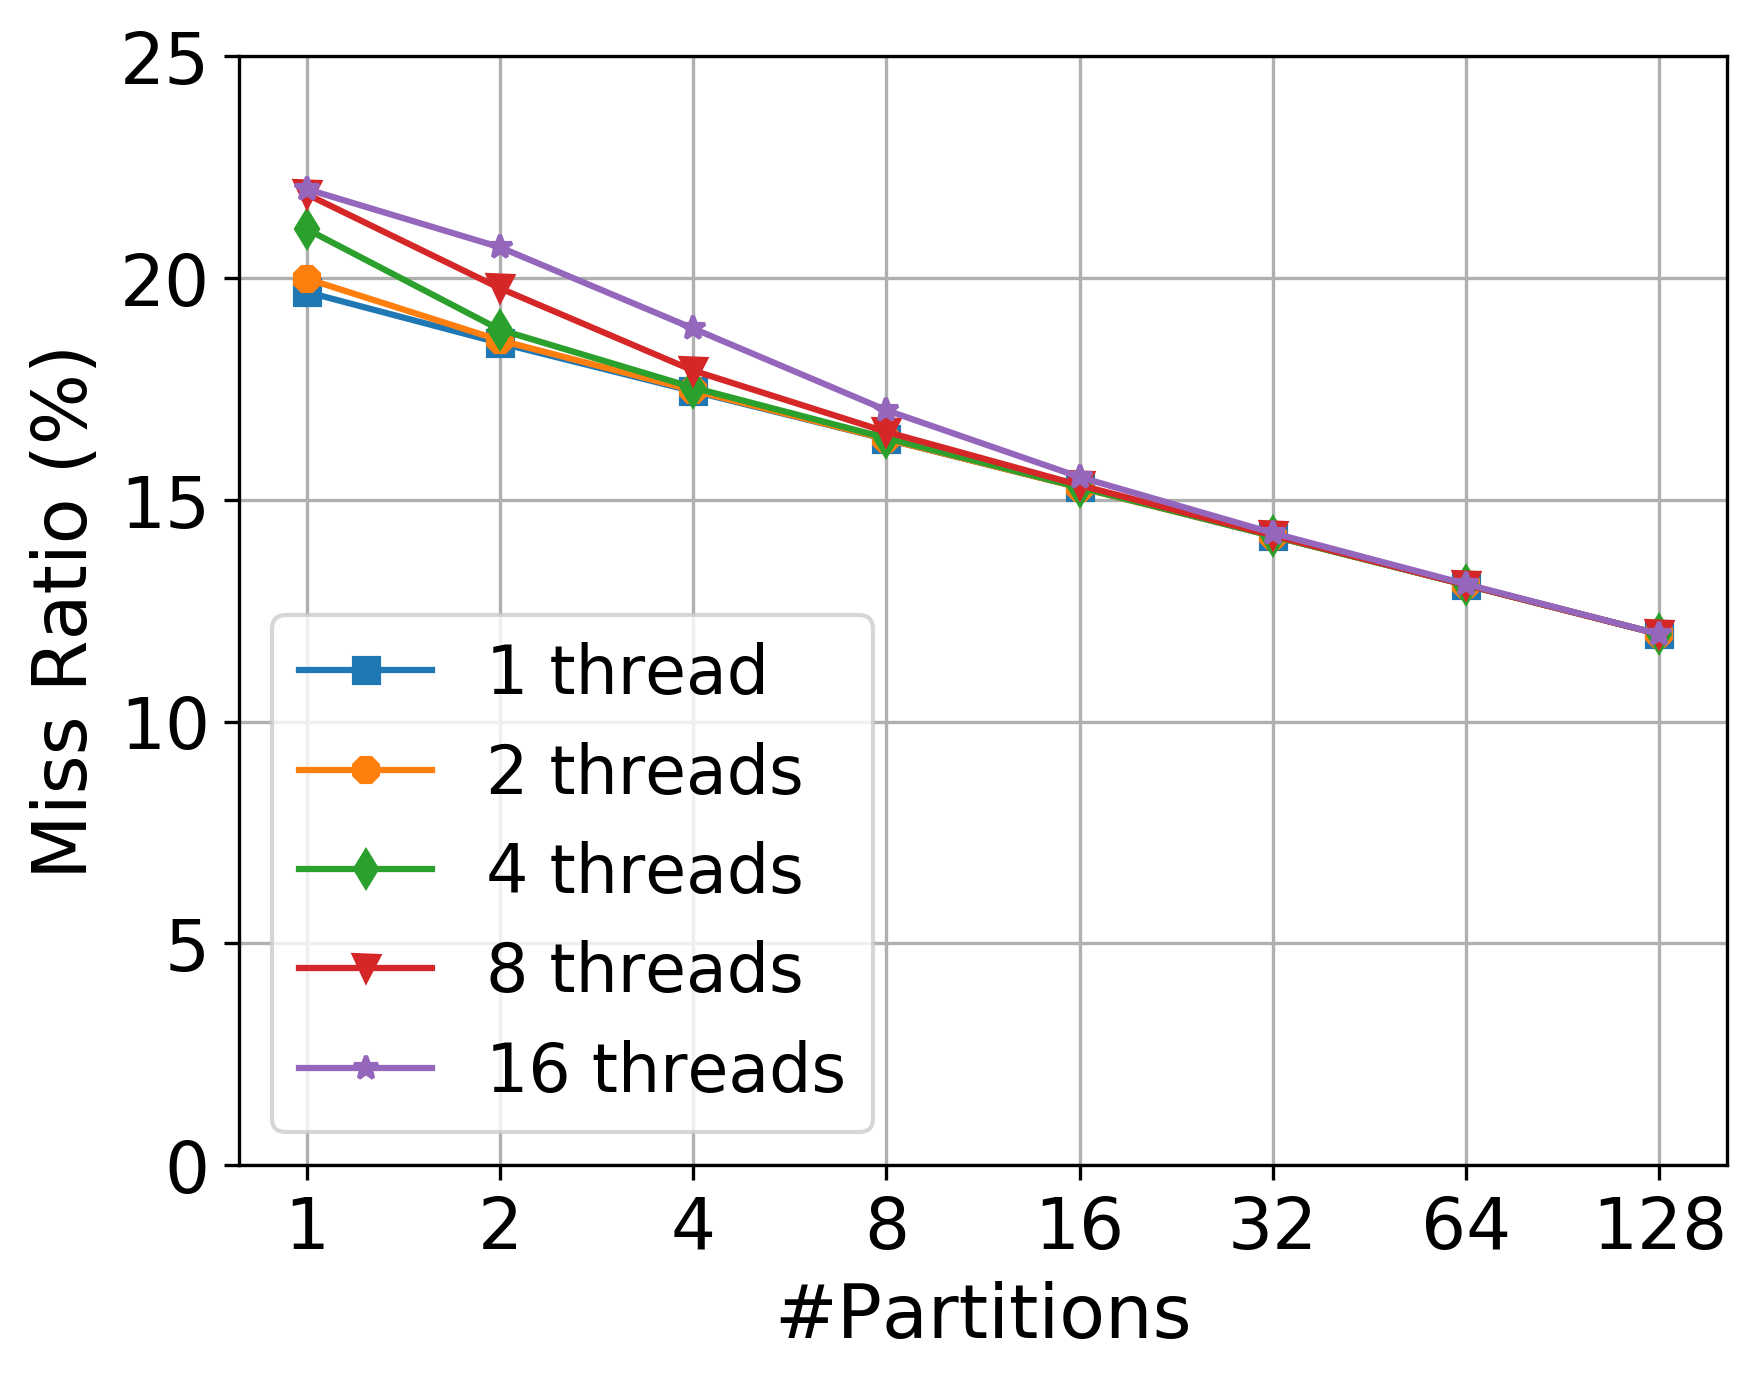 Miss Ratio (%)
25
20
15
10
5
0
1 thread
2 threads
4 threads
8 threads
16 threads
1 2 4 8 16 32 64 128
#Partitions